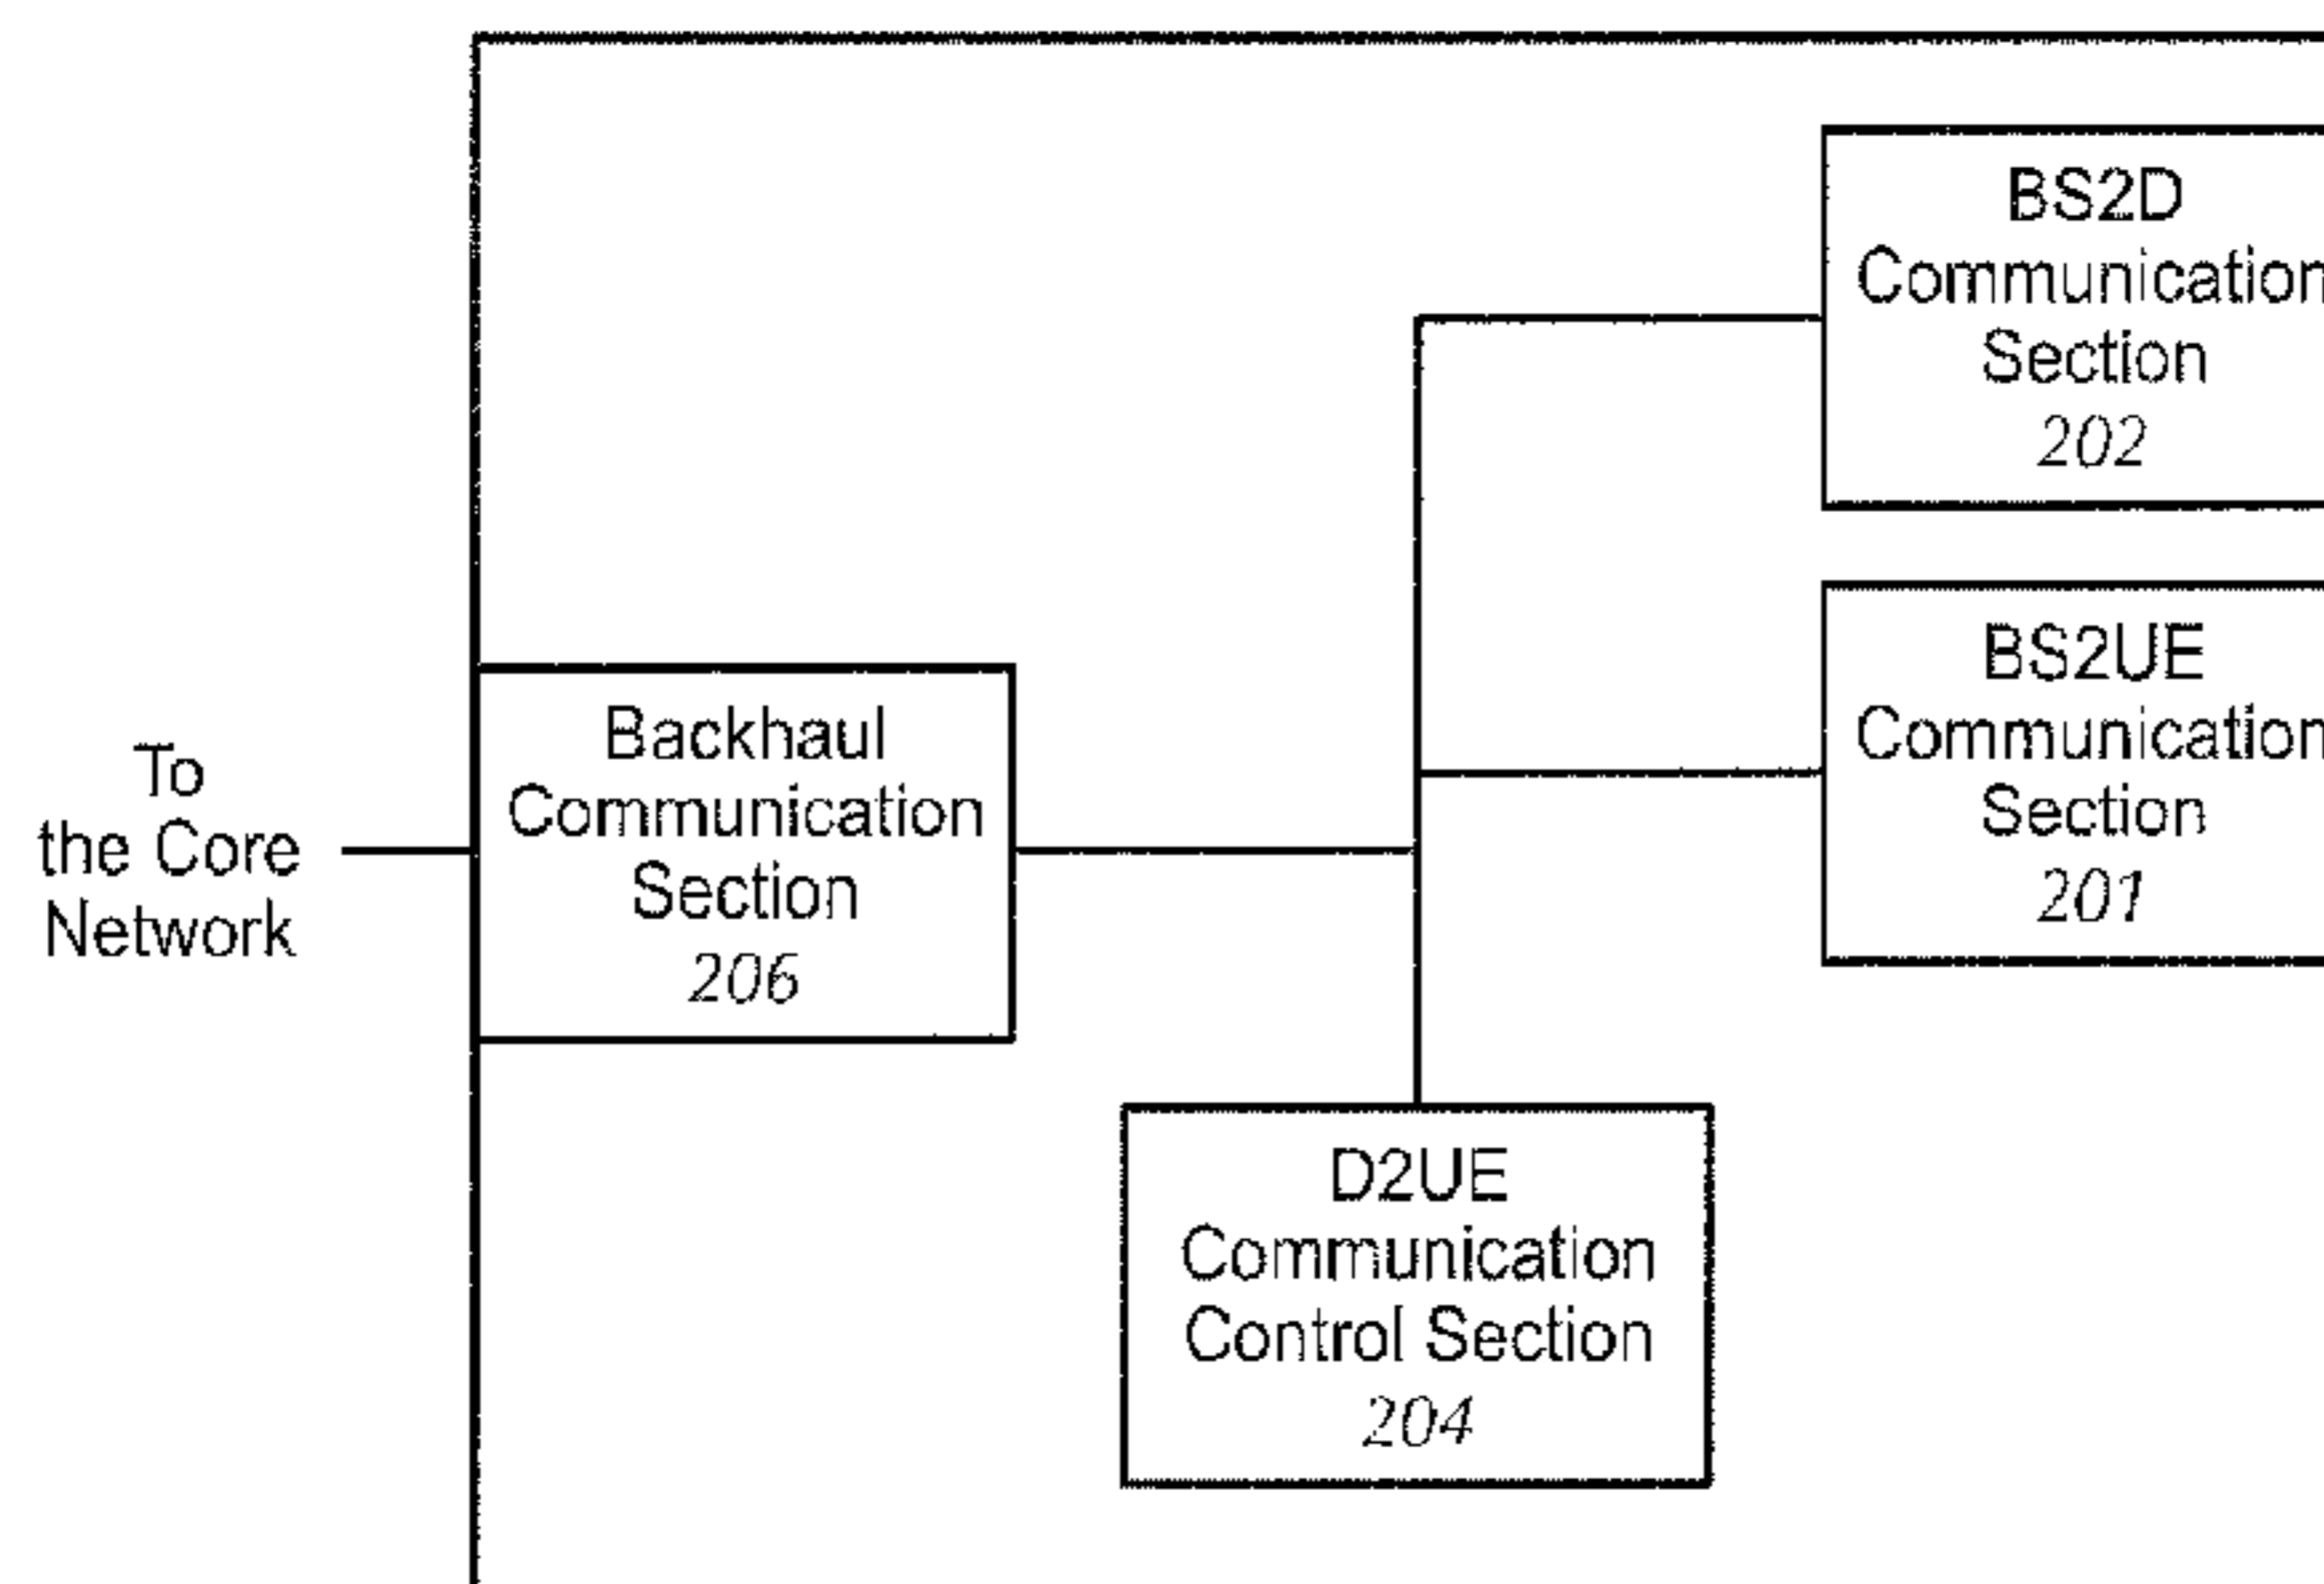 BS2D
Communication
Section
202
BS2UE
Communication
Section
201
To
the Core
Network
Backhaul
Communication
Section
206
D2UE
Communication
Control Section
204